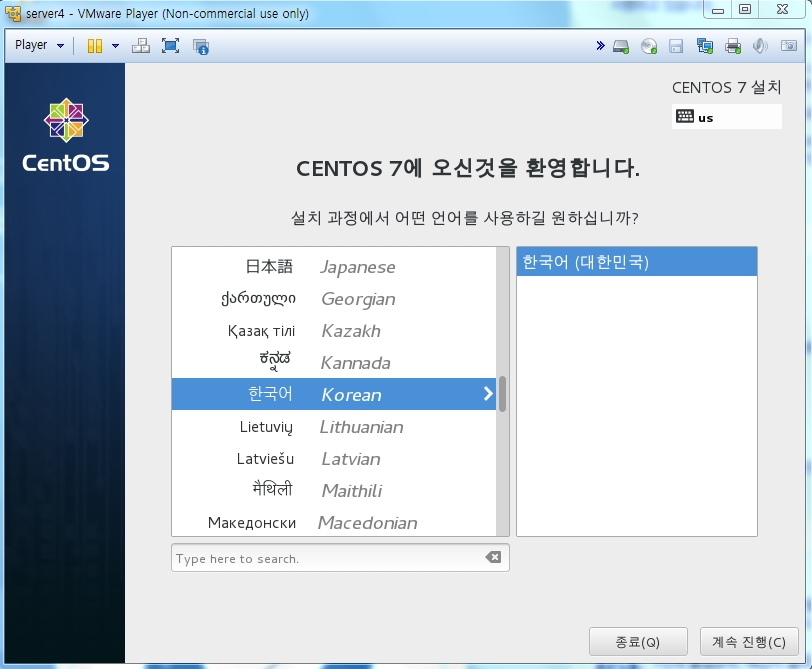 server4 - VMware Player (Non-commercial use only)
Player
CentOS
CENTOS 7 설치
us
CENTOS 7에 오신것을 환영합니다.
설치 과정에서 어떤 언어를 사용하길 원하십니까?
日本語 Japanese
ქართული Georgian
Қазақ тілі Kazakh
ಕನ್ನಡ Kannada
한국어 Korean
Lietuvių Lithuanian
Latviešu Latvian
मैथिली Maithili
Македонски Macedonian
한국어 (대한민국)
Type here to search.
종료(Q)
계속 진행(C)